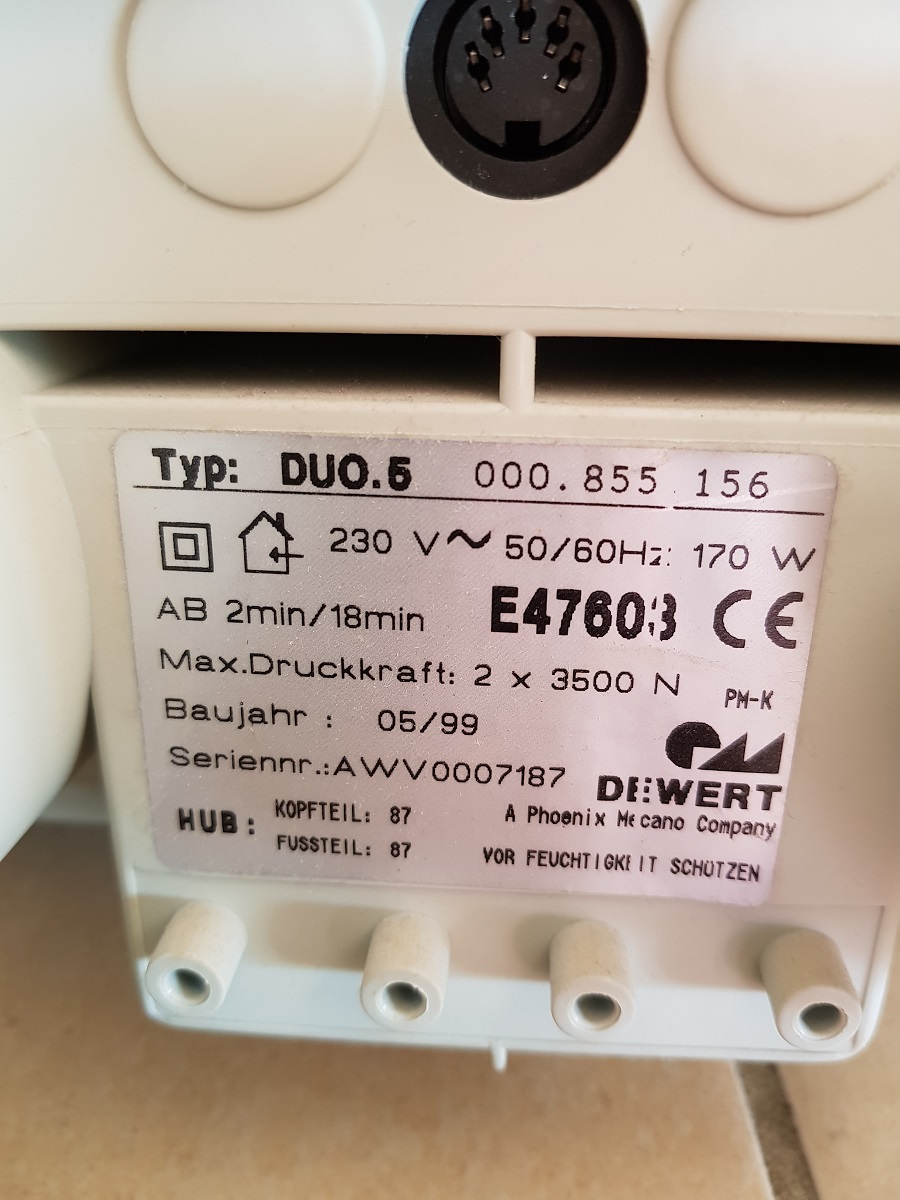 Typ: DUO.5 000.855 156
230 V~ 50/60Hz: 170 W
AB 2min/18min E47603 CE
Max.Druckkraft: 2 x 3500 N
PM-K
Baujahr : 05/99
Seriennr.:AWV0007187
DEWERT
HUB: KOPFTEIL: 87
A Phoenix Mecano Company
FUSSTEIL: 87
VOR FEUCHTIGKEIT SCHÜTZEN